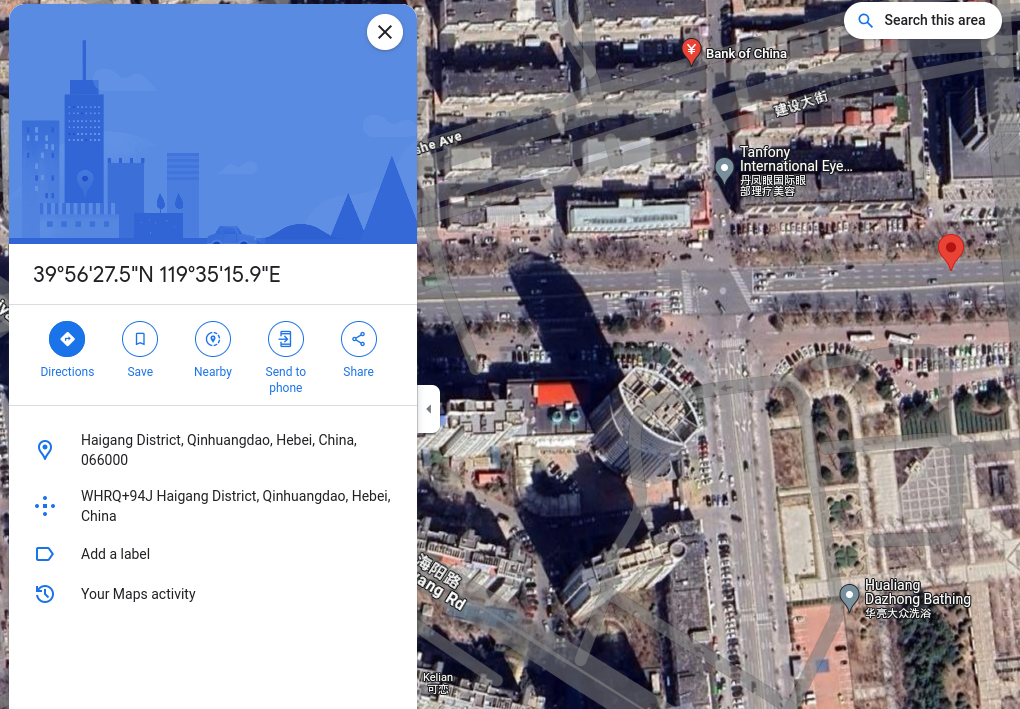 Search this area
Bank of China
建设大街
she Ave
Tanfony
International Eye...
丹凤眼国际眼
部理疗美容
39°56'27.5"N 119°35'15.9"E
Directions
Save
Nearby
Send to
phone
Share
Haigang District, Qinhuangdao, Hebei, China,
066000
WHRQ+94J Haigang District, Qinhuangdao, Hebei,
China
Add a label
Your Maps activity
海阳路
ang Rd
Hualiang
Dazhong Bathing
华亮大众洗浴
Kelian
可恋